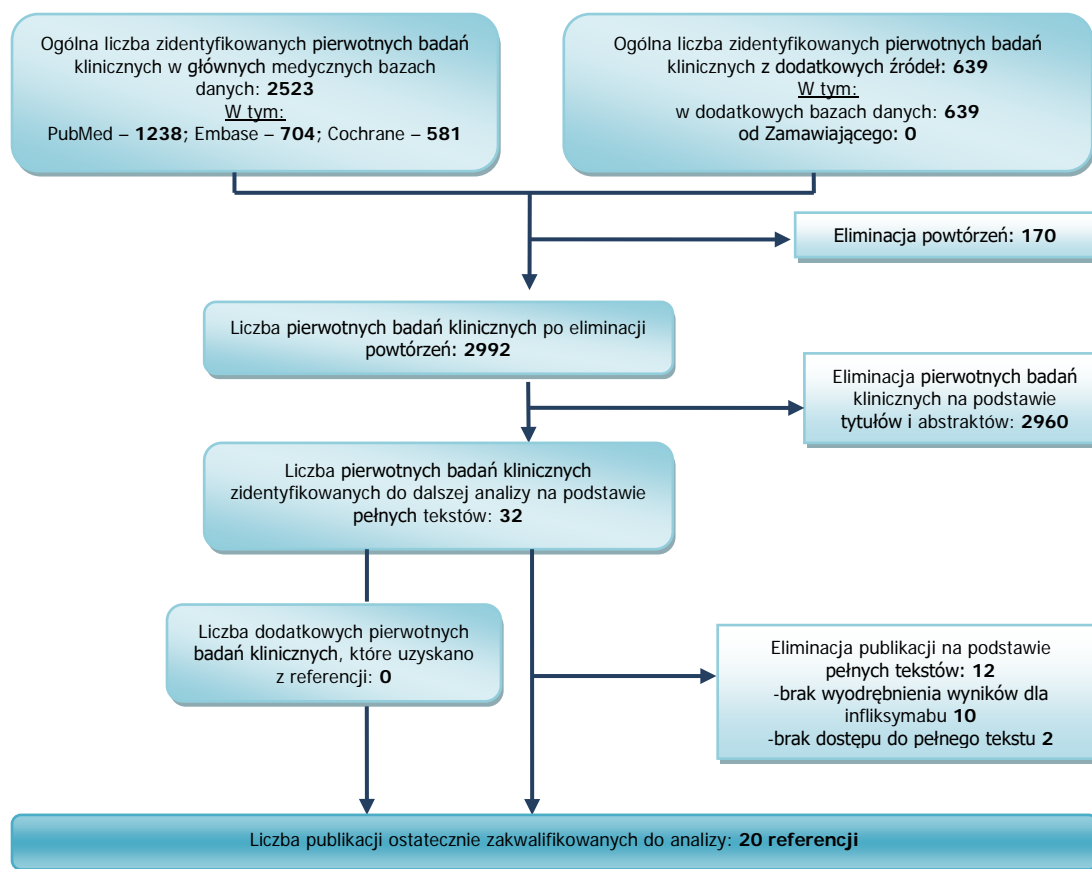 Ogólna liczba zidentyfikowanych pierwotnych badań
klinicznych w głównych medycznych bazach
danych: 2523
W tym:
PubMed – 1238; Embase – 704; Cochrane – 581
Ogólna liczba zidentyfikowanych pierwotnych badań
klinicznych z dodatkowych źródeł: 639
W tym:
w dodatkowych bazach danych: 639
od Zamawiającego: 0
Eliminacja powtórzeń: 170
Liczba pierwotnych badań klinicznych po eliminacji
powtórzeń: 2992
Eliminacja pierwotnych badań
klinicznych na podstawie
tytułów i abstraktów: 2960
Liczba pierwotnych badań klinicznych
zidentyfikowanych do dalszej analizy na podstawie
pełnych tekstów: 32
Liczba dodatkowych pierwotnych
badań klinicznych, które uzyskano
z referencji: 0
Eliminacja publikacji na podstawie
pełnych tekstów: 12
-brak wyodrębnienia wyników dla
infliksymabu 10
-brak dostępu do pełnego tekstu 2
Liczba publikacji ostatecznie zakwalifikowanych do analizy: 20 referencji